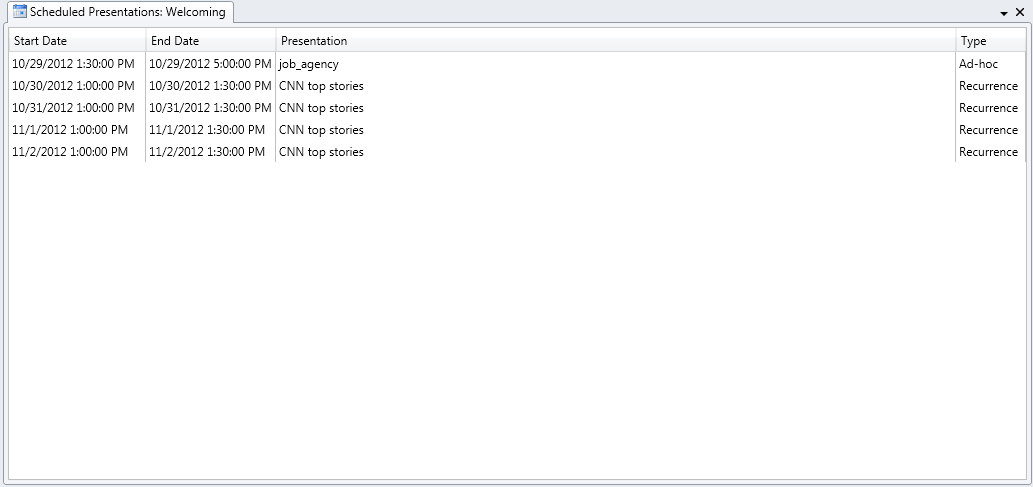 Scheduled Presentations: Welcoming
Start Date End Date Presentation Type
10/29/2012 1:30:00 PM 10/29/2012 5:00:00 PM job_agency Ad-hoc
10/30/2012 1:00:00 PM 10/30/2012 1:30:00 PM CNN top stories Recurrence
10/31/2012 1:00:00 PM 10/31/2012 1:30:00 PM CNN top stories Recurrence
11/1/2012 1:00:00 PM 11/1/2012 1:30:00 PM CNN top stories Recurrence
11/2/2012 1:00:00 PM 11/2/2012 1:30:00 PM CNN top stories Recurrence